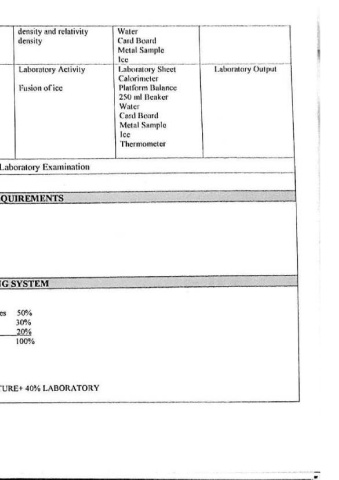 density and relativity
density
Water
Card Board
Metal Sample
Ice
Laboratory Activity
Fusion of ice
Laboratory Sheet
Calorimeter
Platform Balance
250 ml Beaker
Water
Card Board
Metal Sample
Ice
Thermometer
Laboratory Output
Laboratory Examination
QUIREMENTS
G SYSTEM
es 50%
30%
20%
100%
TURE+ 40% LABORATORY